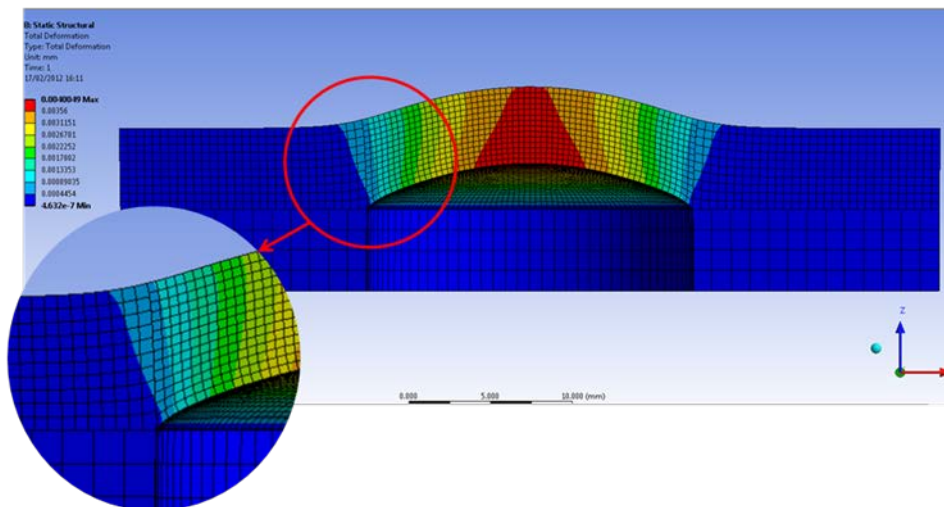 B: Static Structural
Total Deformation
Type: Total Deformation
Unit: mm
Time: 1
17/02/2012 16:11
0.0040049 Max
0.00356
0.0031151
0.0026701
0.0022252
0.0017802
0.0013353
0.00089035
0.0004454
4.632e-7 Min
Z
0.000
5.000
10.000 (mm)